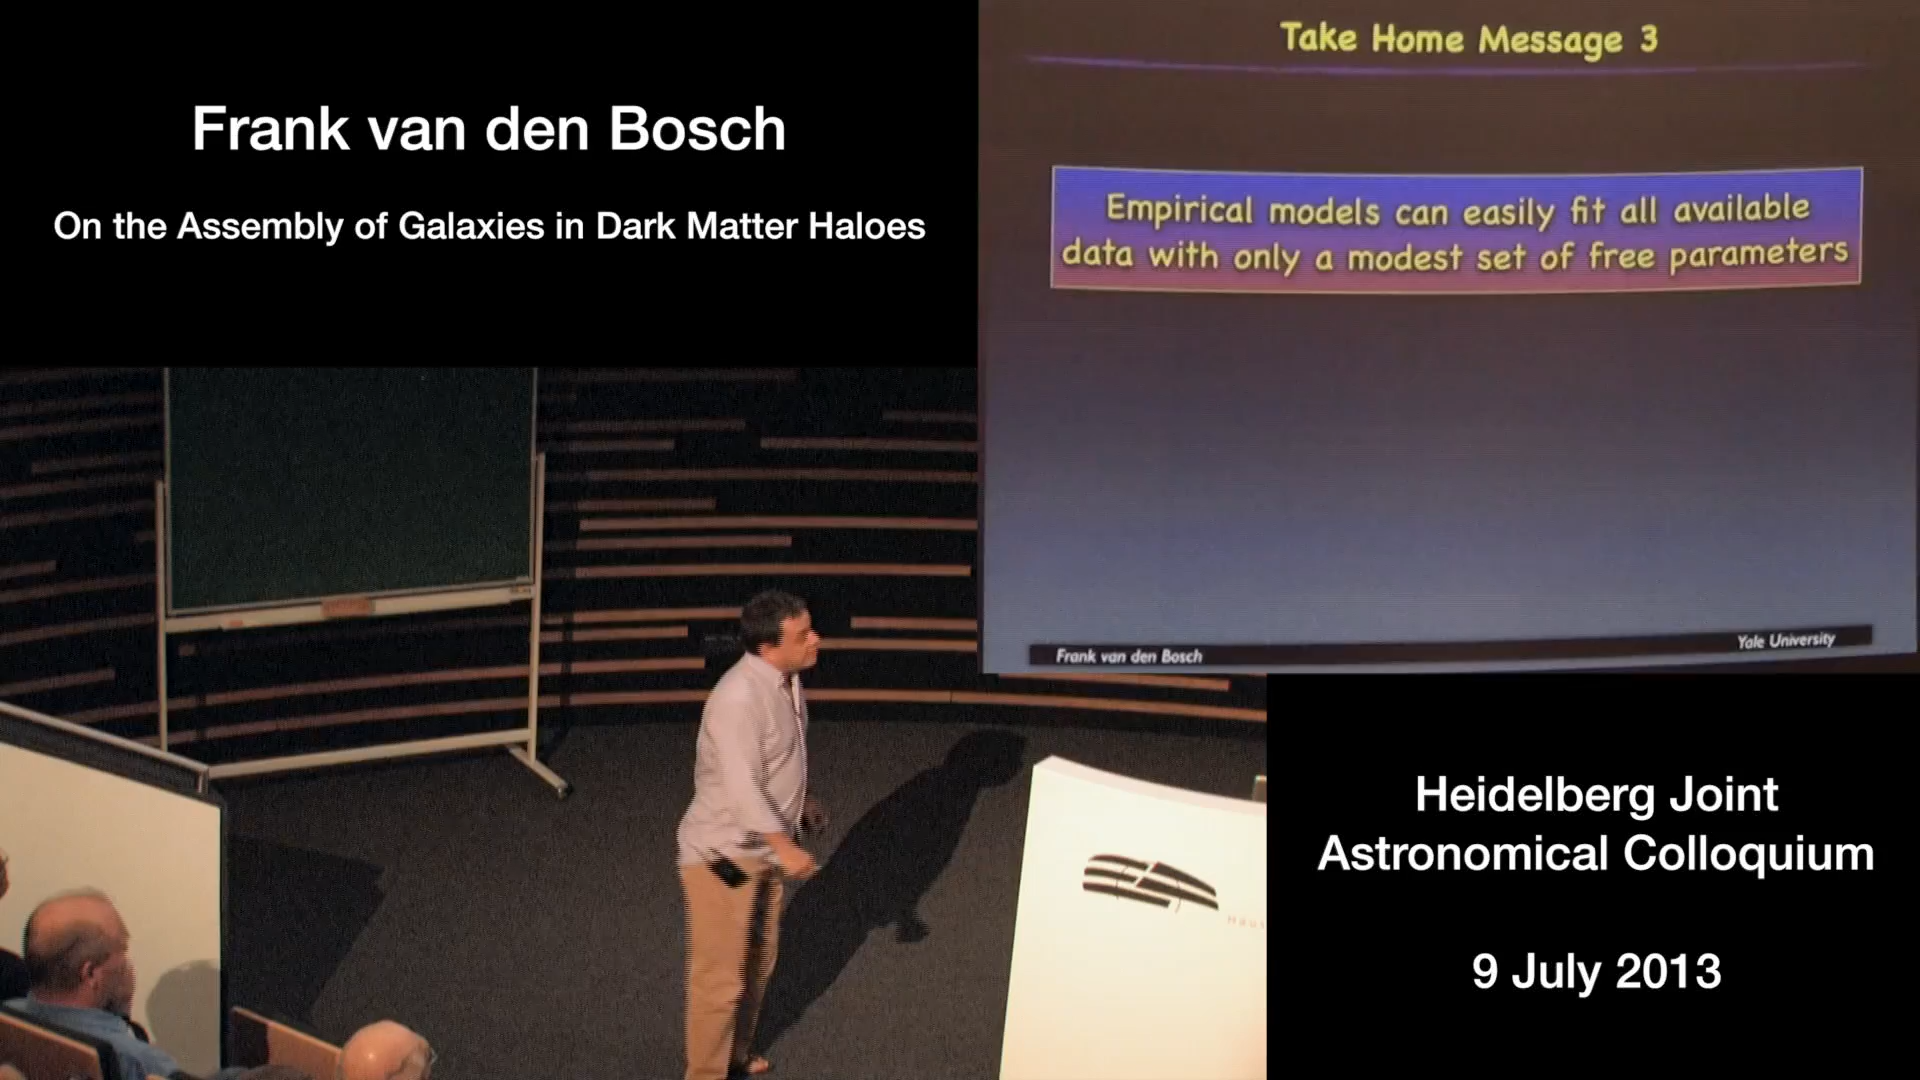 Frank van den Bosch
On the Assembly of Galaxies in Dark Matter Haloes
Take Home Message 3
Empirical models can easily fit all available
data with only a modest set of free parameters
Frank van den Bosch
Yale University
Heidelberg Joint
Astronomical Colloquium
9 July 2013